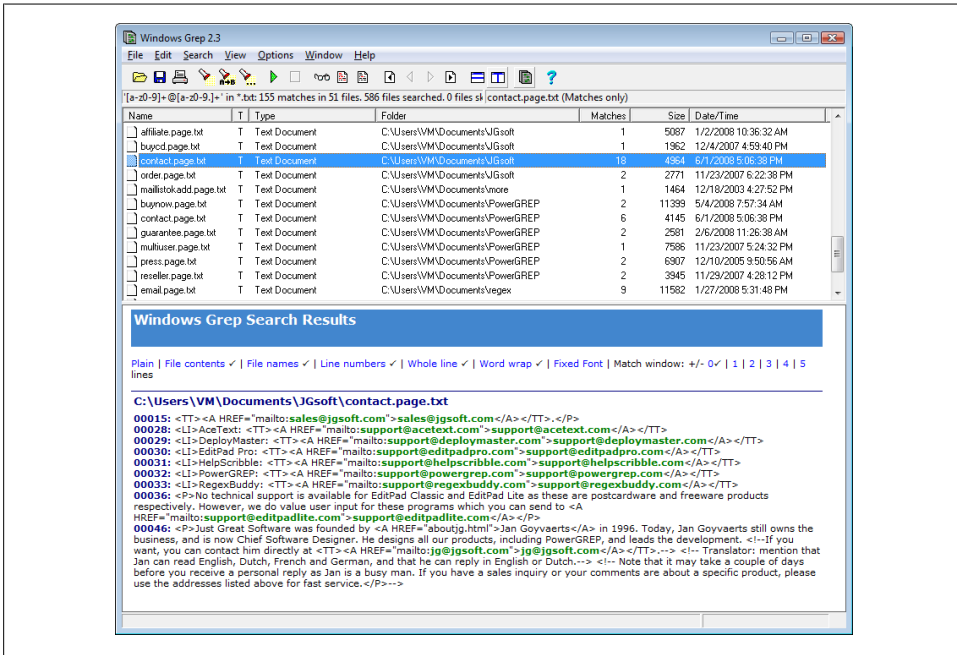 Windows Grep 2.3
File Edit Search View Options Window Help
'[a-z0-9]+@[a-z0-9.]+' in *.txt: 155 matches in 51 files. 586 files searched. 0 files sk contact.page.txt (Matches only)
Name T Type Folder Matches Size Date/Time
affiliate.page.txt T Text Document C:\Users\VM\Documents\JGsoft 1 5087 1/2/2008 10:36:32 AM
buycd.page.txt T Text Document C:\Users\VM\Documents\JGsoft 1 1962 12/4/2007 4:59:40 PM
contact.page.txt T Text Document C:\Users\VM\Documents\JGsoft 18 4964 6/1/2008 5:06:38 PM
order.page.txt T Text Document C:\Users\VM\Documents\JGsoft 2 2771 11/23/2007 6:22:38 PM
maillistokadd.page.txt T Text Document C:\Users\VM\Documents\more 1 1464 12/18/2003 4:27:52 PM
buynow.page.txt T Text Document C:\Users\VM\Documents\PowerGREP 2 11399 5/4/2008 7:57:34 AM
contact.page.txt T Text Document C:\Users\VM\Documents\PowerGREP 6 4145 6/1/2008 5:06:38 PM
guarantee.page.txt T Text Document C:\Users\VM\Documents\PowerGREP 2 2581 2/6/2008 11:26:38 AM
multiuser.page.txt T Text Document C:\Users\VM\Documents\PowerGREP 1 7586 11/23/2007 5:24:32 PM
press.page.txt T Text Document C:\Users\VM\Documents\PowerGREP 2 6907 12/10/2005 9:50:56 AM
reseller.page.txt T Text Document C:\Users\VM\Documents\PowerGREP 2 3945 11/29/2007 4:28:12 PM
email.page.txt T Text Document C:\Users\VM\Documents\regex 9 11582 1/27/2008 5:31:48 PM
Windows Grep Search Results
Plain | File contents ✓ | File names ✓ | Line numbers ✓ | Whole line ✓ | Word wrap ✓ | Fixed Font | Match window: +/- 0✓ | 1 | 2 | 3 | 4 | 5
lines
C:\Users\VM\Documents\JGsoft\contact.page.txt
00015: <TT><A HREF="mailto:sales@jgsoft.com">sales@jgsoft.com</A></TT>.</P>
00028: <LI>AceText: <TT><A HREF="mailto:support@acetext.com">support@acetext.com</A></TT>
00029: <LI>DeployMaster: <TT><A HREF="mailto:support@deploymaster.com">support@deploymaster.com</A></TT>
00030: <LI>EditPad Pro: <TT><A HREF="mailto:support@editpadpro.com">support@editpadpro.com</A></TT>
00031: <LI>HelpScribble: <TT><A HREF="mailto:support@helpscribble.com">support@helpscribble.com</A></TT>
00032: <LI>PowerGREP: <TT><A HREF="mailto:support@powergrep.com">support@powergrep.com</A></TT>
00033: <LI>RegexBuddy: <TT><A HREF="mailto:support@regexbuddy.com">support@regexbuddy.com</A></TT>
00036: <P>No technical support is available for EditPad Classic and EditPad Lite as these are postcardware and freeware products
respectively. However, we do value user input for these programs which you can send to <A
HREF="mailto:support@editpadlite.com">support@editpadlite.com</A></P>
00046: <P>Just Great Software was founded by <A HREF="aboutjg.html">Jan Goyvaerts</A> in 1996. Today, Jan Goyvaerts still owns the
business, and is now Chief Software Designer. He designs all our products, including PowerGREP, and leads the development. <!--If you
want, you can contact him directly at <TT><A HREF="mailto:jg@jgsoft.com">jg@jgsoft.com</A></TT>.--> <!-- Translator: mention that
Jan can read English, Dutch, French and German, and that he can reply in English or Dutch.--> <!-- Note that it may take a couple of days
before you receive a personal reply as Jan is a busy man. If you have a sales inquiry or your comments are about a specific product, please
use the addresses listed above for fast service.</P>-->